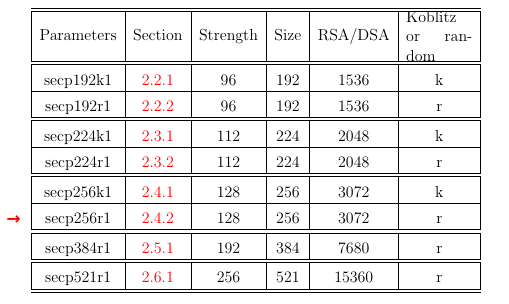 Parameters Section Strength Size RSA/DSA Koblitz
or ran-
dom
secp192k1 2.2.1 96 192 1536 k
secp192r1 2.2.2 96 192 1536 r
secp224k1 2.3.1 112 224 2048 k
secp224r1 2.3.2 112 224 2048 r
secp256k1 2.4.1 128 256 3072 k
→ secp256r1 2.4.2 128 256 3072 r
secp384r1 2.5.1 192 384 7680 r
secp521r1 2.6.1 256 521 15360 r